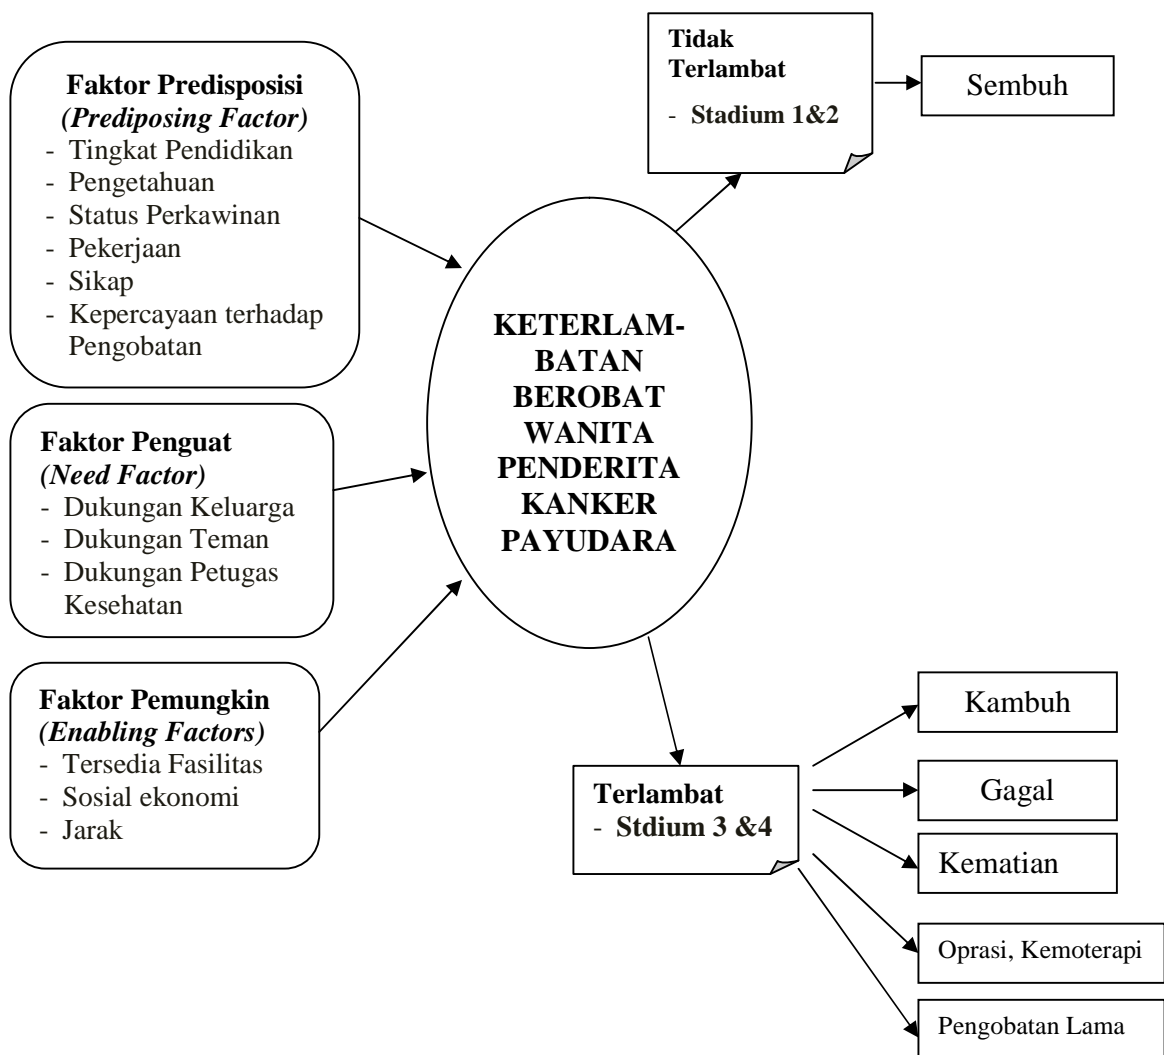 Faktor Predisposisi
(Prediposing Factor)
- Tingkat Pendidikan
- Pengetahuan
- Status Perkawinan
- Pekerjaan
- Sikap
- Kepercayaan terhadap
Pengobatan
Faktor Penguat
(Need Factor)
- Dukungan Keluarga
- Dukungan Teman
- Dukungan Petugas
Kesehatan
Faktor Pemungkin
(Enabling Factors)
- Tersedia Fasilitas
- Sosial ekonomi
- Jarak
KETERLAM-
BATAN
BEROBAT
WANITA
PENDERITA
KANKER
PAYUDARA
Tidak
Terlambat
- Stadium 1&2
Sembuh
Terlambat
- Stdium 3 &4
Kambuh
Gagal
Kematian
Oprasi, Kemoterapi
Pengobatan Lama